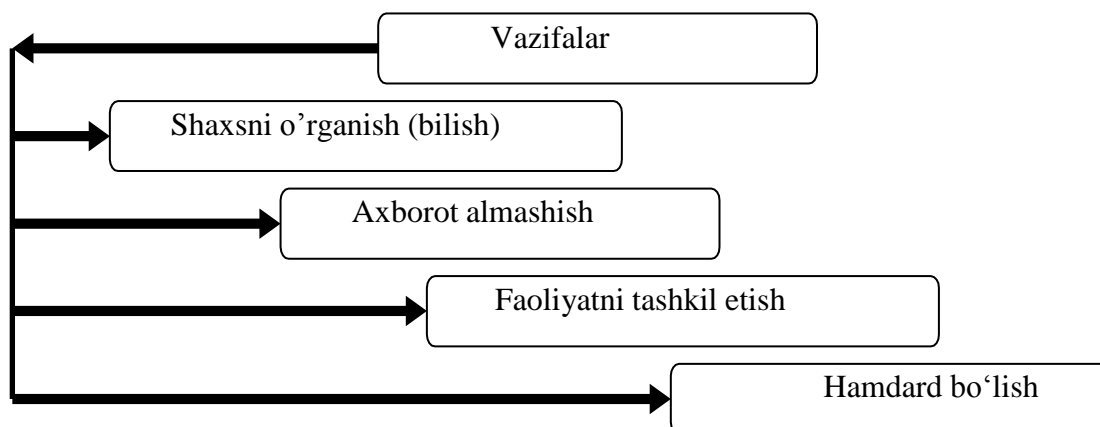 Vazifalar
Shaxsni o’rganish (bilish)
Axborot almashish
Faoliyatni tashkil etish
Hamdard bo‘lish